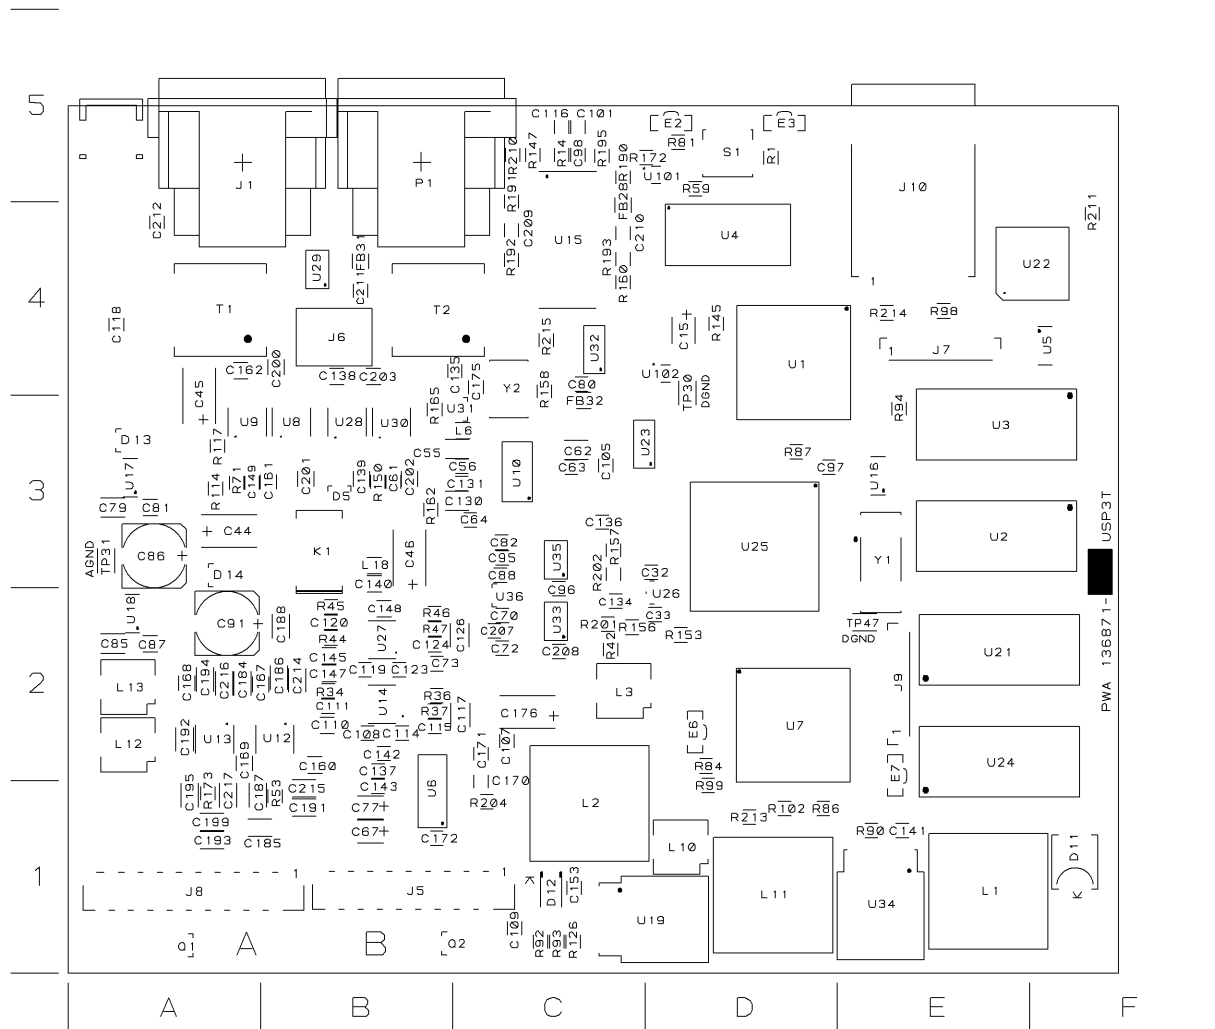 5
C116 C101
E2 E3
R81
S1 R1
R210 R147 R14 C98 R195 R190 R172
U101
J1 P1 J10
R59
R191 FB28
C212 C209 C210 R211
U15 U4
U29 FB31 R192 R193 U22
C211 R160
4
T1 T2 R214 R98
C118 J6 R215 C15 + R145
U32 1 J7 U5
C162 C200 C138 C203 C135 C175 Y2 R158 C80 U102 U1
C45 + FB32 TP30 DGND
R165 U31 R94
U9 U8 U28 U30 L6 U3
D13 R117 U23
C55 C62 R87
U17 R71 C149 C161 C201 C139 R150 C61 C202 C56 U10 C63 C105 C97 U16
3
R114 D5 C131
C79 C81 C130 R162
C64 C136
+ C44 USP3T
C82 R157 U2
AGND TP31 C86 + K1 C95 U35 U25 Y1
L18 C46 + C88 R202 C32
D14 C140 C96
U36 C134 U26
U18 C91 + C188 R45 C148 R46 C70 U33 C33 TP47
C120 R47 C207 R201 R156 R153 DGND
C85 C87 R44 U27 C124 C126 C72 C208 R42 U21
C145 C73
C147 C119 C123
2
L13 C168 C194 C216 C184 C167 C186 C214 R34 U14 R36 L3 J9 PWA 136871-
C111 R37 C117 C176 +
C110 C115
L12 C192 U13 U12 C108 C114 C107 E6 U7 1
C169 C142 C171
C160 C137 R84 E7 U24
C195 R173 C217 C187 R53 C215 C143 U6 C170 R99
C191 C77 + R204 L2 R102 R86
C199 C67 + R213
C193 C185 C172 R90 C141
L10 D11
1
J8 1 J5 1 K D12 C153 L11 U34 L1 K
U19
C109
Q1 A B Q2 R92 R93 R126
A B C D E F